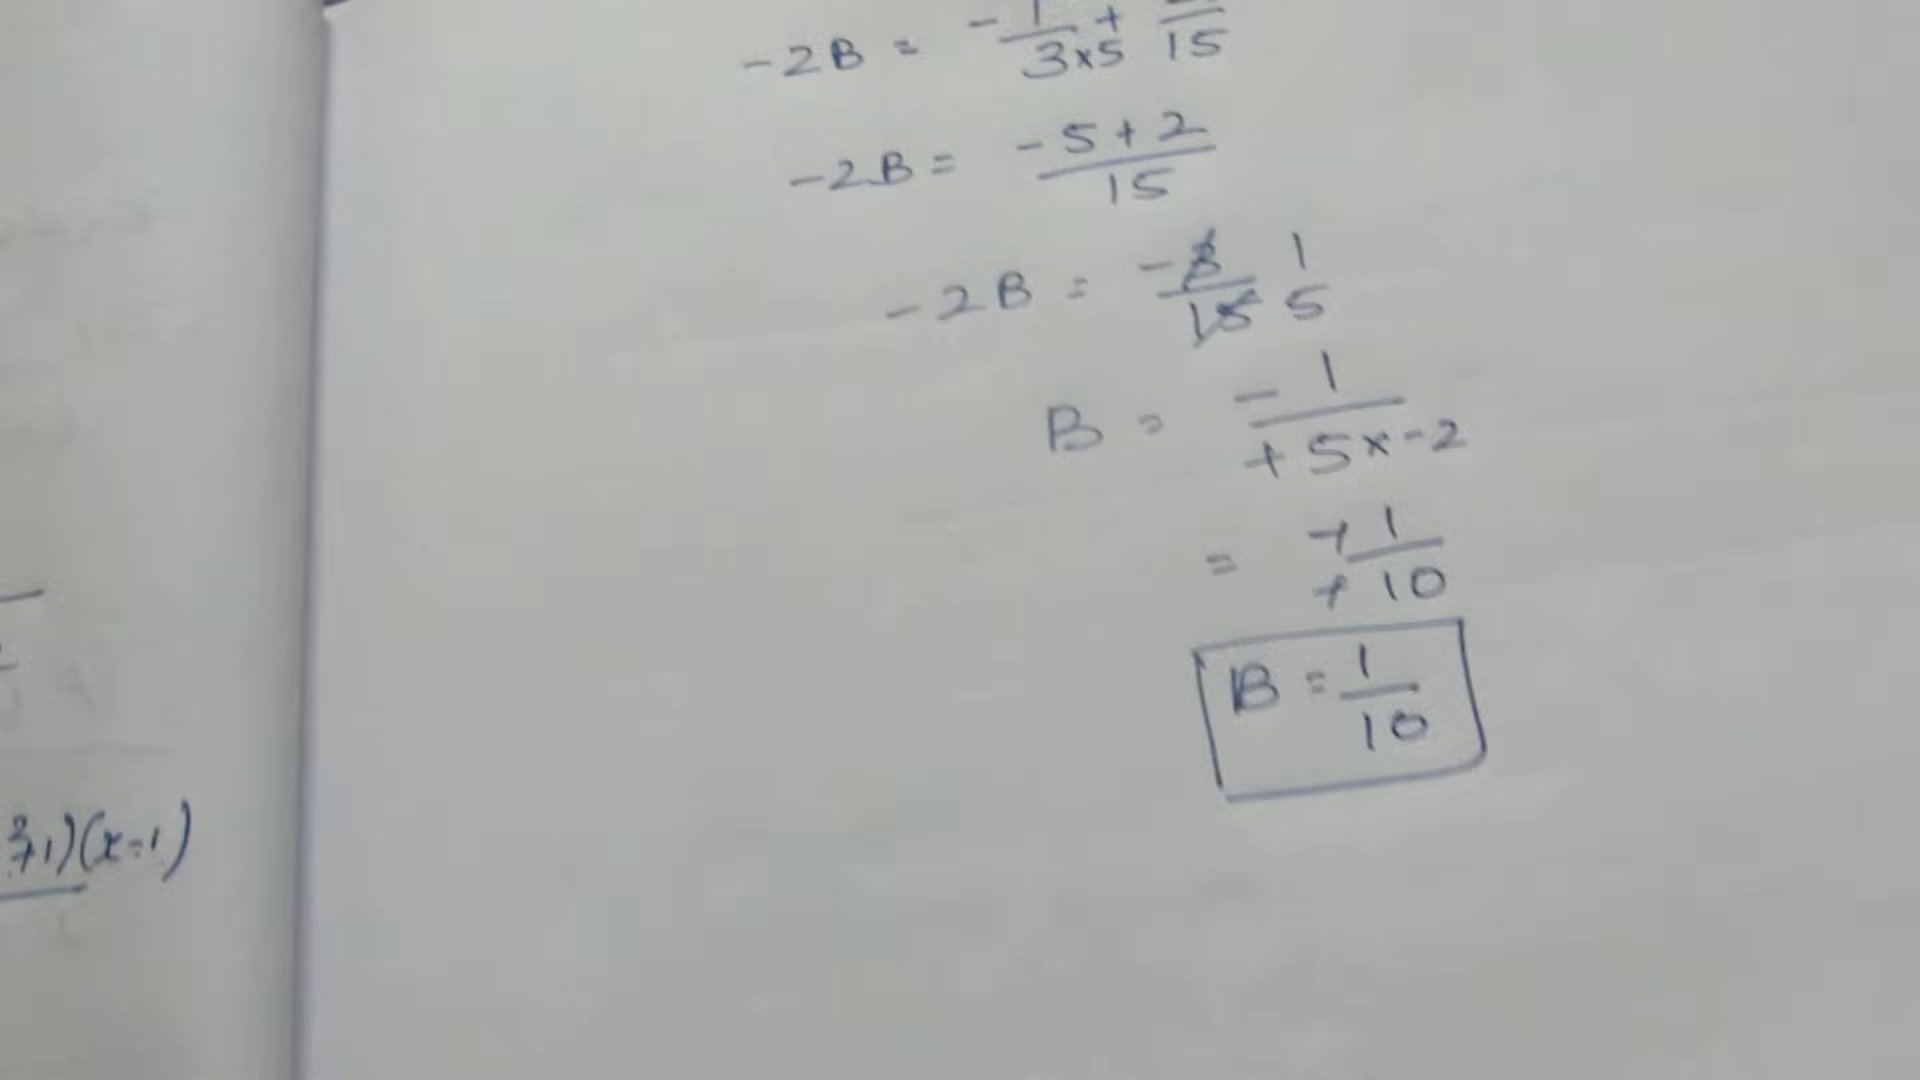 -2B = -1/3×5 + /15
-2B = -5+2/15
-2B = -3/15 1/5
B = -1/+5×-2
= +1/+10
B = 1/10
+1)(x-1)